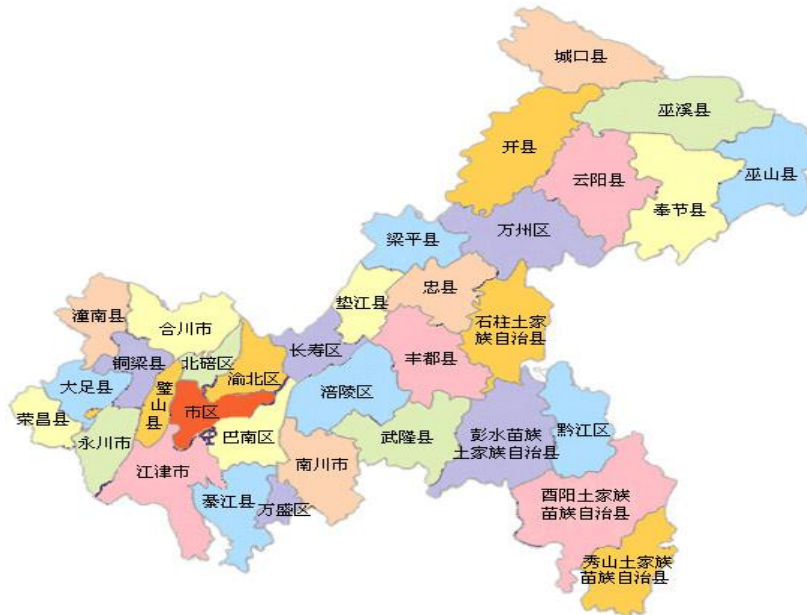 城口县
巫溪县
开县
云阳县
巫山县
奉节县
万州区
梁平县
忠县
垫江县
石柱土家
族自治县
潼南县
合川市
长寿区
丰都县
铜梁县
北碚区
渝北区
大足县
璧山县
涪陵区
市区
荣昌县
永川市
巴南区
武隆县
彭水苗族
土家族自治县
黔江区
江津市
南川市
綦江县
万盛区
酉阳土家族
苗族自治县
秀山土家族
苗族自治县